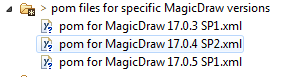 > pom files for specific MagicDraw versions
pom for MagicDraw 17.0.3 SP1.xml
pom for MagicDraw 17.0.4 SP2.xml
pom for MagicDraw 17.0.5 SP1.xml